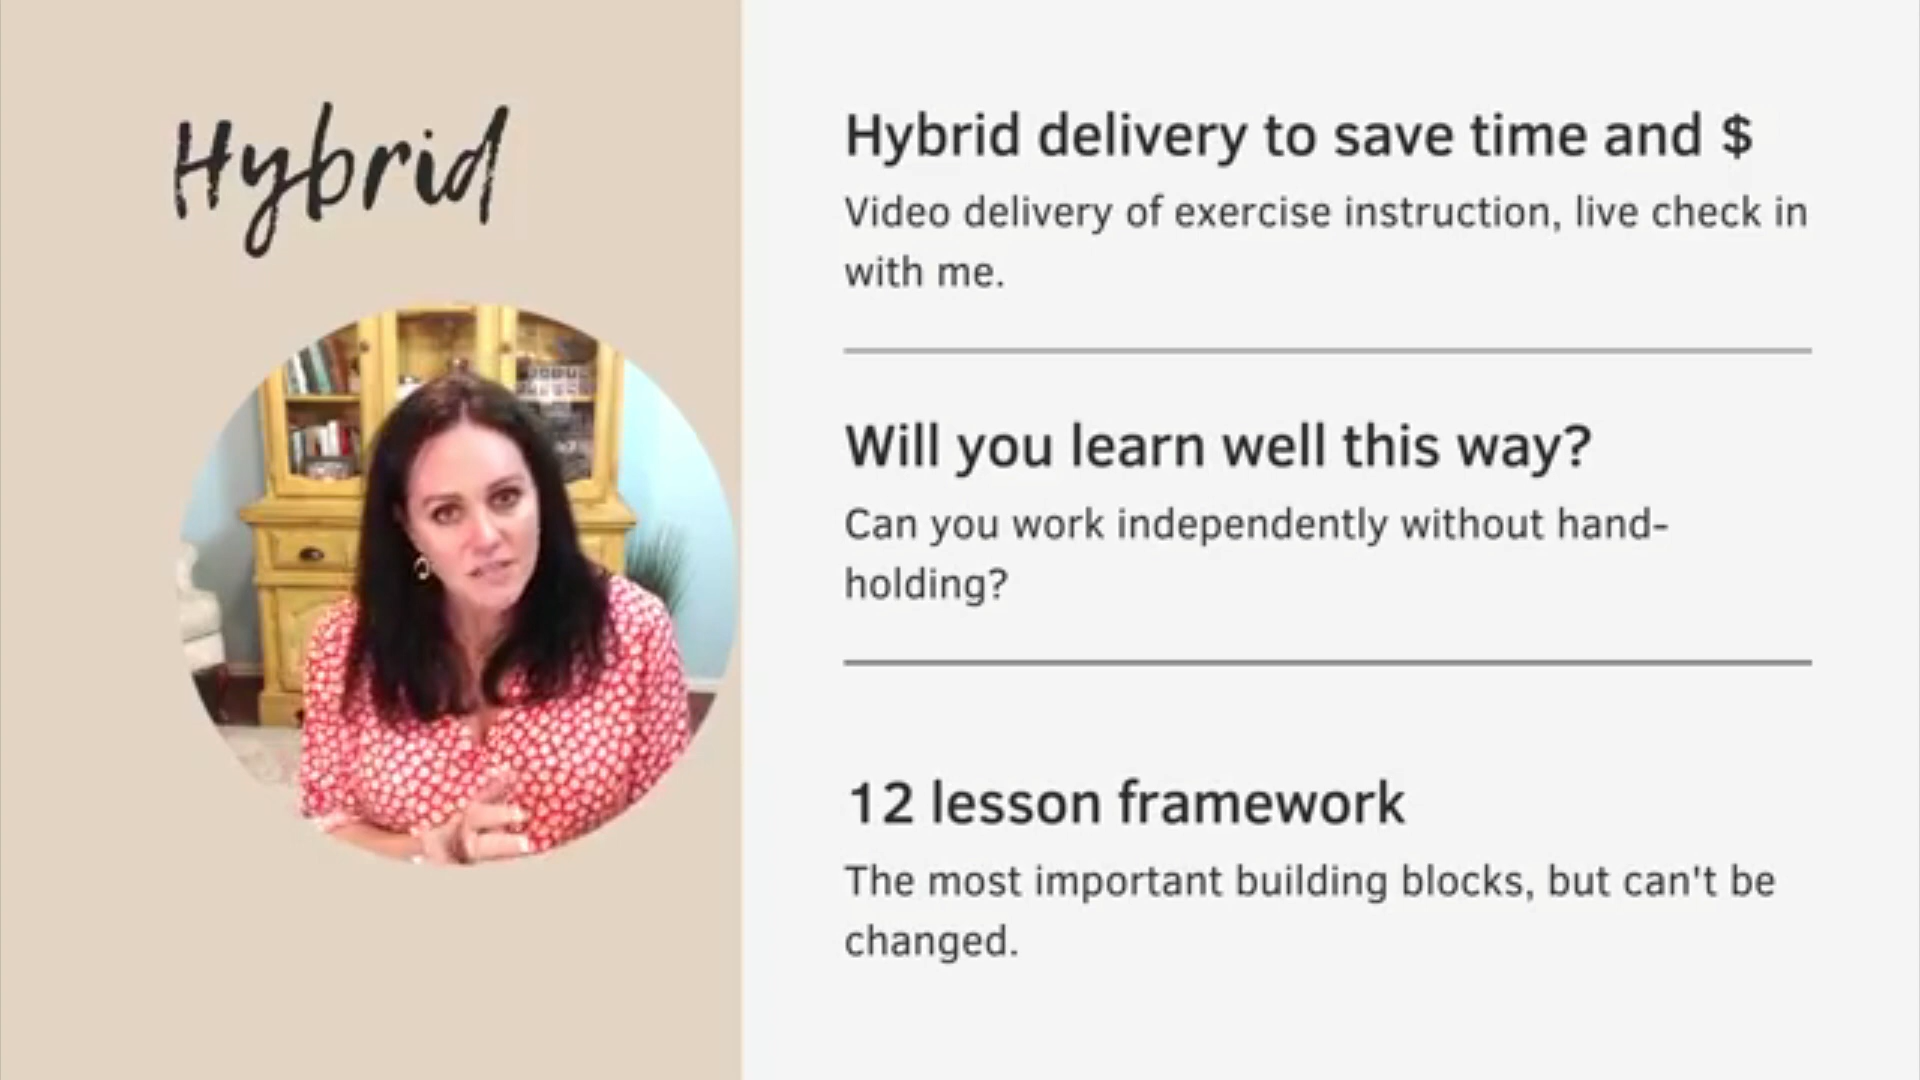 Hybrid
Hybrid delivery to save time and $
Video delivery of exercise instruction, live check in
with me.
Will you learn well this way?
Can you work independently without hand-
holding?
12 lesson framework
The most important building blocks, but can't be
changed.